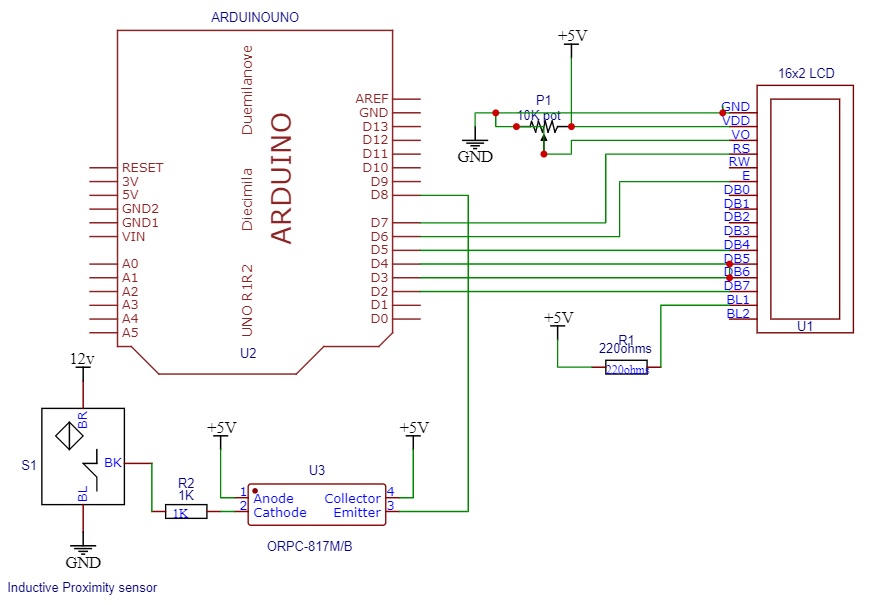 ARDUINOUNO
Duemilanove
Diecimila
UNO R1R2
ARDUINO
RESET
3V
5V
GND2
GND1
VIN
A0
A1
A2
A3
A4
A5
AREF
GND
D13
D12
D11
D10
D9
D8
D7
D6
D5
D4
D3
D2
D1
D0
U2
+5V
P1
10K pot
GND
16x2 LCD
GND
VDD
VO
RS
RW
E
DB0
DB1
DB2
DB3
DB4
DB5
DB6
DB7
BL1
BL2
U1
+5V
R1
220ohms
220ohms
12v
BR
S1
BK
BL
GND
Inductive Proximity sensor
R2
1K
1K
+5V
+5V
U3
1
Anode
2
Cathode
Collector
4
Emitter
3
ORPC-817M/B